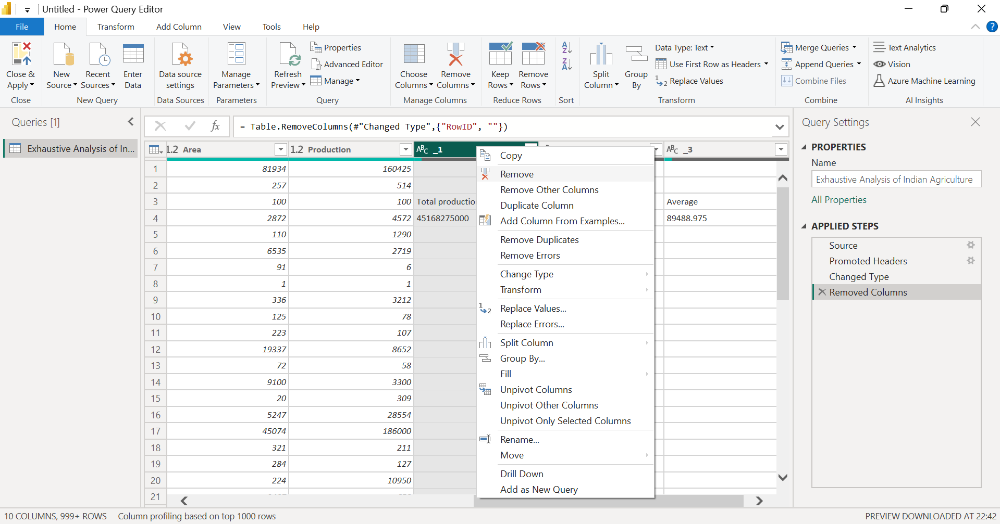 Untitled - Power Query Editor
File Home Transform Add Column View Tools Help
Close & Apply
Close
New Source
Recent Sources
Enter Data
New Query
Data source settings
Data Sources
Manage Parameters
Parameters
Refresh Preview
Properties
Advanced Editor
Manage
Query
Choose Columns
Remove Columns
Manage Columns
Keep Rows
Remove Rows
Reduce Rows
Sort
Split Column
Group By
Data Type: Text
Use First Row as Headers
Replace Values
Transform
Merge Queries
Append Queries
Combine Files
Combine
Text Analytics
Vision
Azure Machine Learning
AI Insights
Queries [1]
Exhaustive Analysis of In...
fx = Table.RemoveColumns(#"Changed Type",{"RowID", ""})
1.2 Area 1.2 Production ABC _1 ABC _3
1 81934 160425
2 257 514
3 100 100 Total production Average
4 2872 4572 45168275000 89488.975
5 110 1290
6 6535 2719
7 91 6
8 1 1
9 336 3212
10 125 78
11 223 107
12 19337 8652
13 72 58
14 9100 3300
15 20 309
16 5247 28554
17 45074 186000
18 321 211
19 284 127
20 224 10950
21
Copy
Remove
Remove Other Columns
Duplicate Column
Add Column From Examples...
Remove Duplicates
Remove Errors
Change Type
Transform
Replace Values...
Replace Errors...
Split Column
Group By...
Fill
Unpivot Columns
Unpivot Other Columns
Unpivot Only Selected Columns
Rename...
Move
Drill Down
Add as New Query
Query Settings
PROPERTIES
Name
Exhaustive Analysis of Indian Agriculture
All Properties
APPLIED STEPS
Source
Promoted Headers
Changed Type
Removed Columns
10 COLUMNS, 999+ ROWS Column profiling based on top 1000 rows
PREVIEW DOWNLOADED AT 22:42